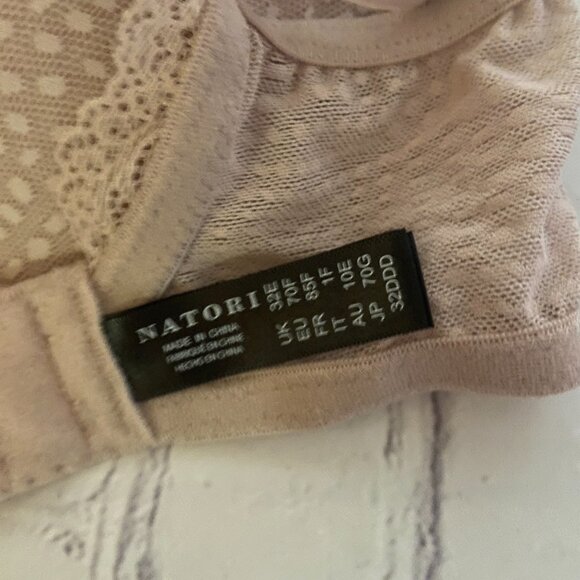 NATORI
MADE IN CHINA
FABRIQUÉ EN CHINE
HECHO EN CHINA
UK 32E
EU 70F
FR 85F
IT 1F
AU 10E
JP 70G
32DDD